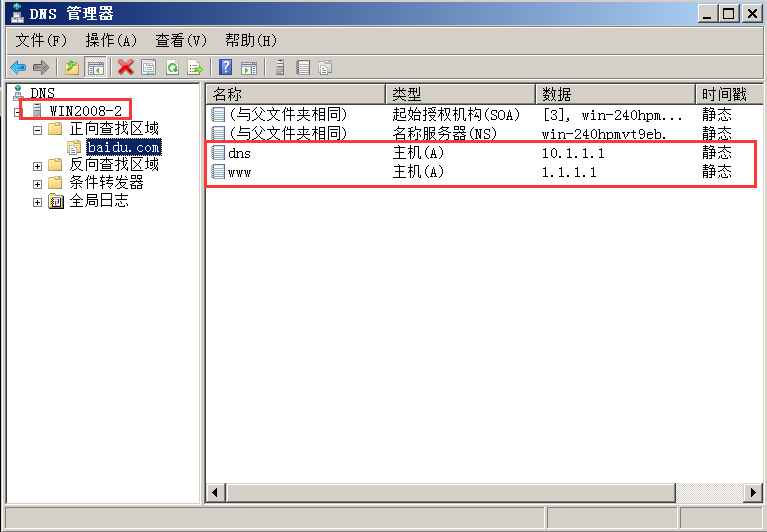 DNS 管理器
文件(F) 操作(A) 查看(V) 帮助(H)
DNS
WIN2008-2
正向查找区域
baidu.com
反向查找区域
条件转发器
全局日志
名称 类型 数据 时间戳
(与父文件夹相同) 起始授权机构(SOA) [3], win-240hpm... 静态
(与父文件夹相同) 名称服务器(NS) win-240hpmvt9eb. 静态
dns 主机(A) 10.1.1.1 静态
www 主机(A) 1.1.1.1 静态